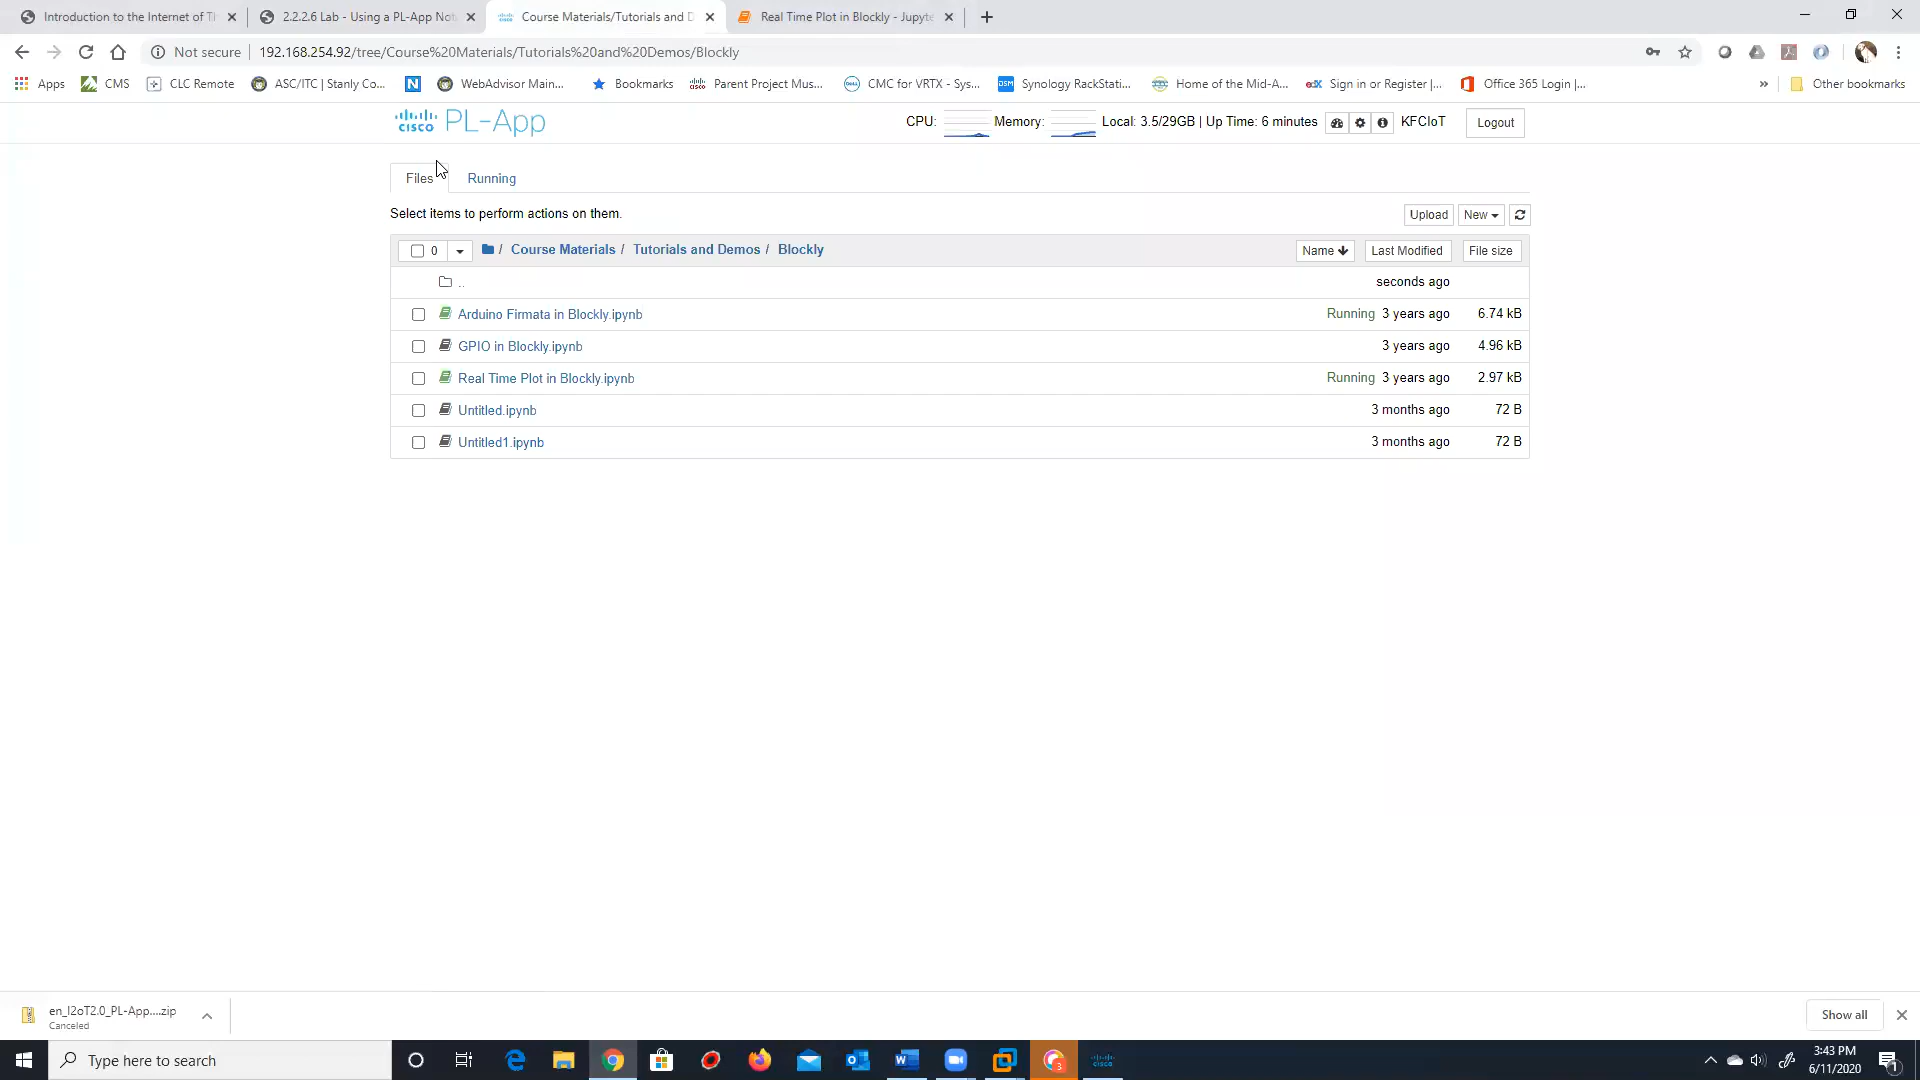 Introduction to the Internet of Tl
2.2.2.6 Lab - Using a PL-App Not
Course Materials/Tutorials and D
Real Time Plot in Blockly - Jupyte
Not secure
192.168.254.92/tree/Course%20Materials/Tutorials%20and%20Demos/Blockly
Apps
CMS
CLC Remote
ASC/ITC | Stanly Co...
N
WebAdvisor Main...
Bookmarks
cisco Parent Project Mus...
CMC for VRTX - Sys...
DSM Synology RackStati...
Home of the Mid-A...
edX Sign in or Register |...
Office 365 Login |...
»
Other bookmarks
cisco PL-App
CPU:
Memory:
Local: 3.5/29GB | Up Time: 6 minutes
KFCIoT
Logout
Files
Running
Select items to perform actions on them.
Upload
New
0
/ Course Materials / Tutorials and Demos / Blockly
Name
Last Modified
File size
..
seconds ago
Arduino Firmata in Blockly.ipynb Running 3 years ago 6.74 kB
GPIO in Blockly.ipynb 3 years ago 4.96 kB
Real Time Plot in Blockly.ipynb Running 3 years ago 2.97 kB
Untitled.ipynb 3 months ago 72 B
Untitled1.ipynb 3 months ago 72 B
en_I2oT2.0_PL-App....zip
Canceled
Show all
Type here to search
3
3:43 PM
6/11/2020
1